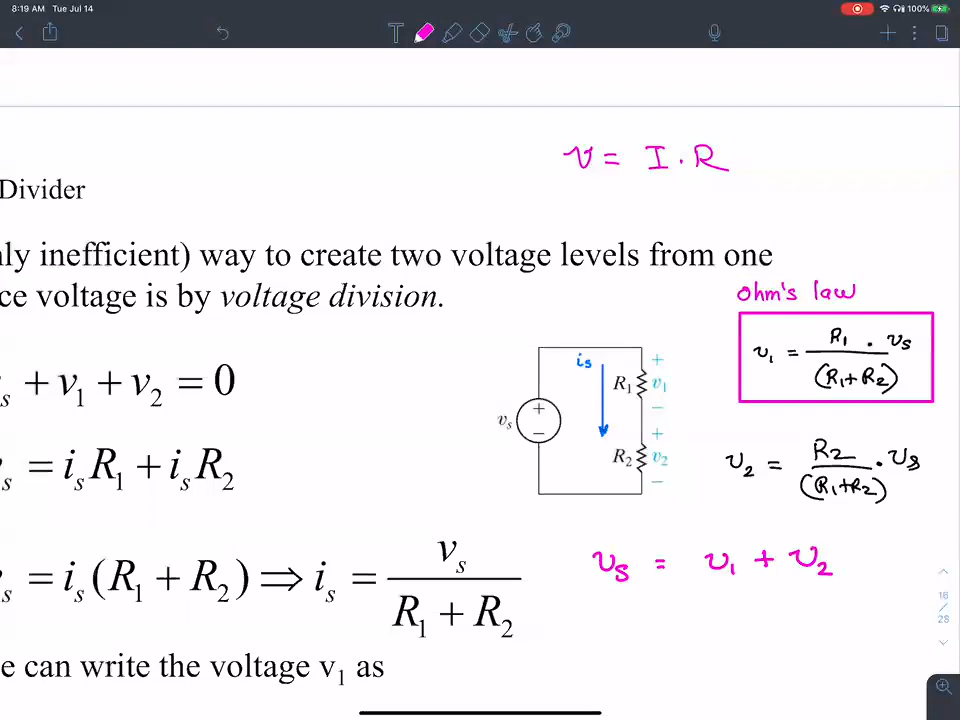 8:19 AM Tue Jul 14
100%
T
v = I . R
Divider
nly inefficient) way to create two voltage levels from one
ce voltage is by voltage division.
ohm's law
v₁ = R₁ . vs / (R₁+R₂)
s + v₁ + v₂ = 0
is
R₁
+
v₁
−
vs
+
−
R₂
+
v₂
−
s = isR₁ + isR₂
v₂ = R₂ / (R₁+R₂) . vs
s = is(R₁ + R₂) ⇒ is = vs / R₁ + R₂
vs = v₁ + v₂
16
/
28
e can write the voltage v₁ as